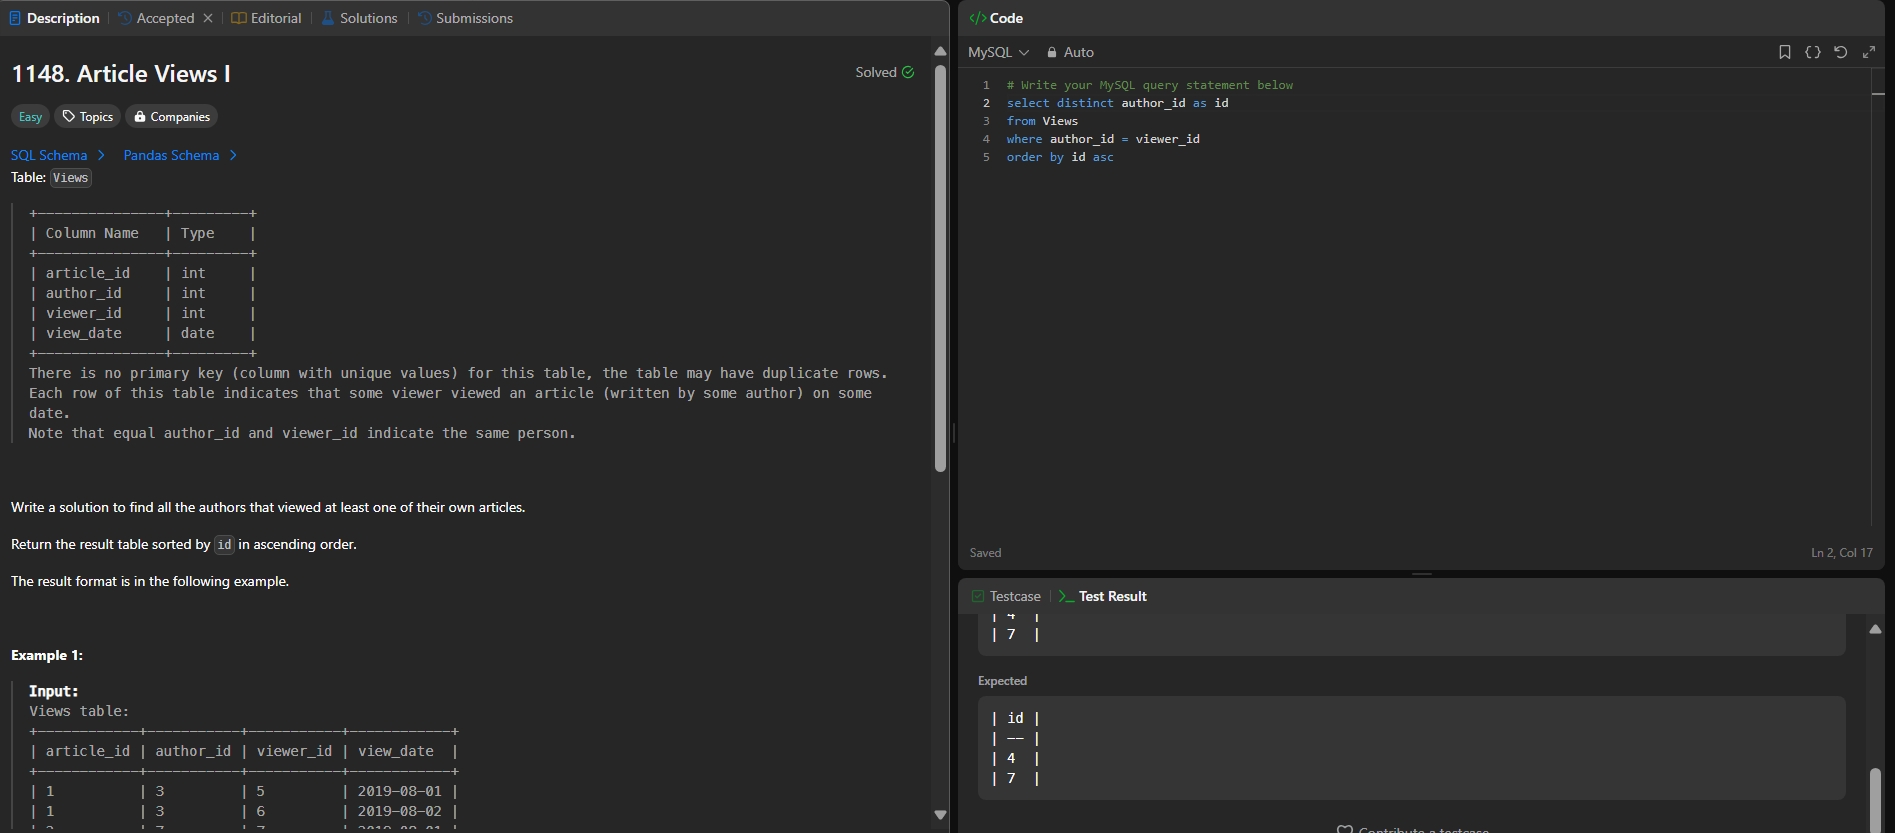 Description
Accepted
Editorial
Solutions
Submissions
1148. Article Views I
Solved
Easy
Topics
Companies
SQL Schema >
Pandas Schema >
Table: Views
+---------------+---------+
| Column Name   | Type    |
+---------------+---------+
| article_id    | int     |
| author_id     | int     |
| viewer_id     | int     |
| view_date     | date    |
+---------------+---------+
There is no primary key (column with unique values) for this table, the table may have duplicate rows.
Each row of this table indicates that some viewer viewed an article (written by some author) on some
date.
Note that equal author_id and viewer_id indicate the same person.
Write a solution to find all the authors that viewed at least one of their own articles.
Return the result table sorted by id in ascending order.
The result format is in the following example.
Example 1:
Input:
Views table:
+------------+-----------+-----------+------------+
| article_id | author_id | viewer_id | view_date  |
+------------+-----------+-----------+------------+
| 1          | 3         | 5         | 2019-08-01 |
| 1          | 3         | 6         | 2019-08-02 |
</> Code
MySQL
Auto
1 # Write your MySQL query statement below
2 select distinct author_id as id
3 from Views
4 where author_id = viewer_id
5 order by id asc
Saved
Ln 2, Col 17
Testcase
>_ Test Result
| 4 |
| 7 |
Expected
| id |
| -- |
| 4  |
| 7  |
Contribute a testcase